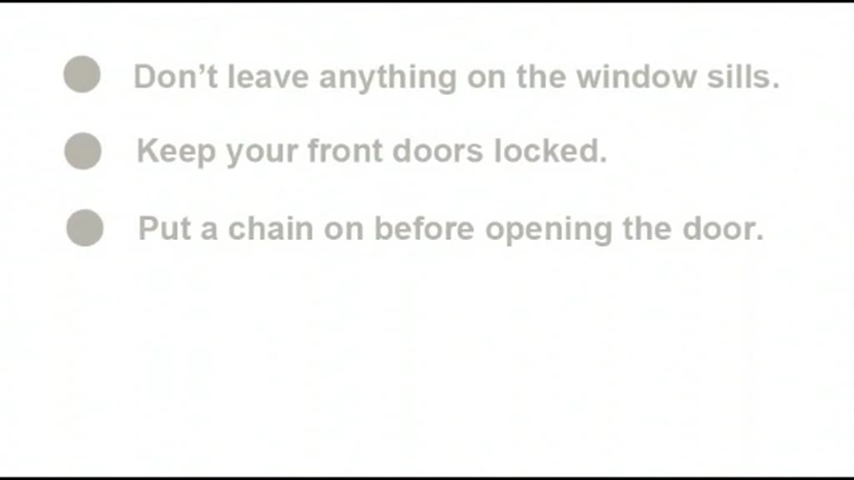 Don’t leave anything on the window sills.
Keep your front doors locked.
Put a chain on before opening the door.